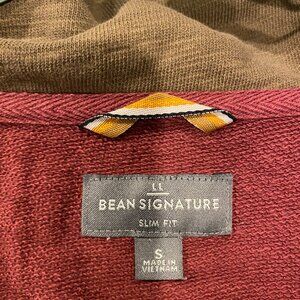 LL
BEAN SIGNATURE
SLIM FIT
S
MADE IN
VIETNAM